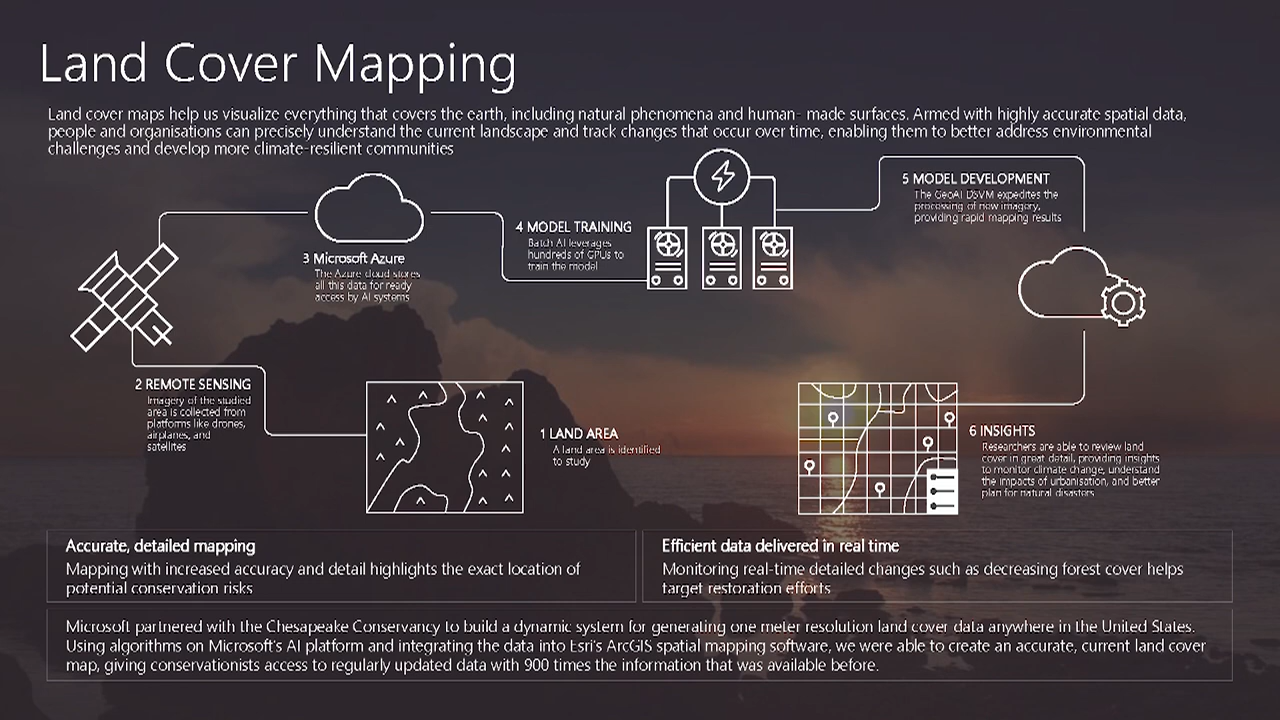 Land Cover Mapping
Land cover maps help us visualize everything that covers the earth, including natural phenomena and human- made surfaces. Armed with highly accurate spatial data,
people and organisations can precisely understand the current landscape and track changes that occur over time, enabling them to better address environmental
challenges and develop more climate-resilient communities
1 LAND AREA
A land area is identified
to study
2 REMOTE SENSING
Imagery of the studied
area is collected from
platforms like drones,
airplanes, and
satellites
3 Microsoft Azure
The Azure cloud stores
all this data for ready
access by AI systems
4 MODEL TRAINING
Batch AI leverages
hundreds of GPUs to
train the model
5 MODEL DEVELOPMENT
The GeoAI DSVM expedites the
processing of new imagery,
providing rapid mapping results
6 INSIGHTS
Researchers are able to review land
cover in great detail, providing insights
to monitor climate change, understand
the impacts of urbanisation, and better
plan for natural disasters
Accurate, detailed mapping
Mapping with increased accuracy and detail highlights the exact location of
potential conservation risks
Efficient data delivered in real time
Monitoring real-time detailed changes such as decreasing forest cover helps
target restoration efforts
Microsoft partnered with the Chesapeake Conservancy to build a dynamic system for generating one meter resolution land cover data anywhere in the United States.
Using algorithms on Microsoft's AI platform and integrating the data into Esri's ArcGIS spatial mapping software, we were able to create an accurate, current land cover
map, giving conservationists access to regularly updated data with 900 times the information that was available before.